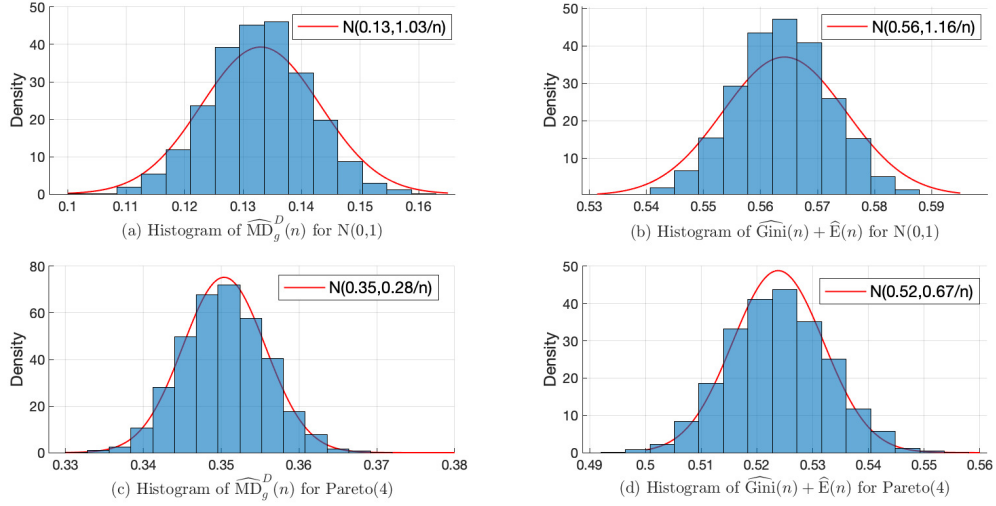 N(0.13,1.03/n)
Density
50
40
30
20
10
0
0.1 0.11 0.12 0.13 0.14 0.15 0.16
(a) Histogram of $\widehat{\mathrm{MD}}_g^D(n)$ for N(0,1)
N(0.56,1.16/n)
Density
50
40
30
20
10
0.53 0.54 0.55 0.56 0.57 0.58 0.59
(b) Histogram of $\widehat{\mathrm{Gini}}(n) + \widehat{\mathrm{E}}(n)$ for N(0,1)
N(0.35,0.28/n)
Density
80
60
40
20
0
0.33 0.34 0.35 0.36 0.37 0.38
(c) Histogram of $\widehat{\mathrm{MD}}_g^D(n)$ for Pareto(4)
N(0.52,0.67/n)
Density
50
40
30
20
10
0
0.49 0.5 0.51 0.52 0.53 0.54 0.55 0.56
(d) Histogram of $\widehat{\mathrm{Gini}}(n) + \widehat{\mathrm{E}}(n)$ for Pareto(4)